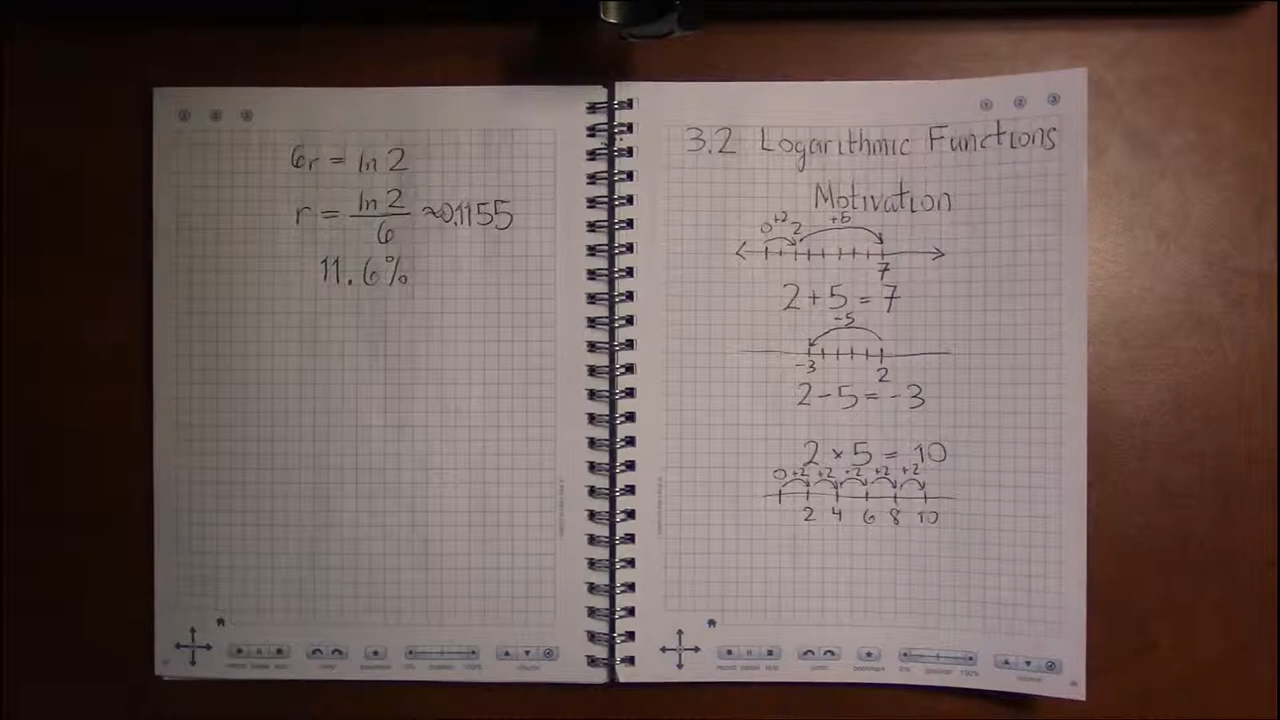 6r = ln 2
r = ln 2 / 6 ≈ 0.1155
11.6%
3.2 Logarithmic Functions
Motivation
0 +2 2 +5
7
2 + 5 = 7
-5
-3 2
2 - 5 = -3
2 × 5 = 10
0 +2 +2 +2 +2 +2
2 4 6 8 10